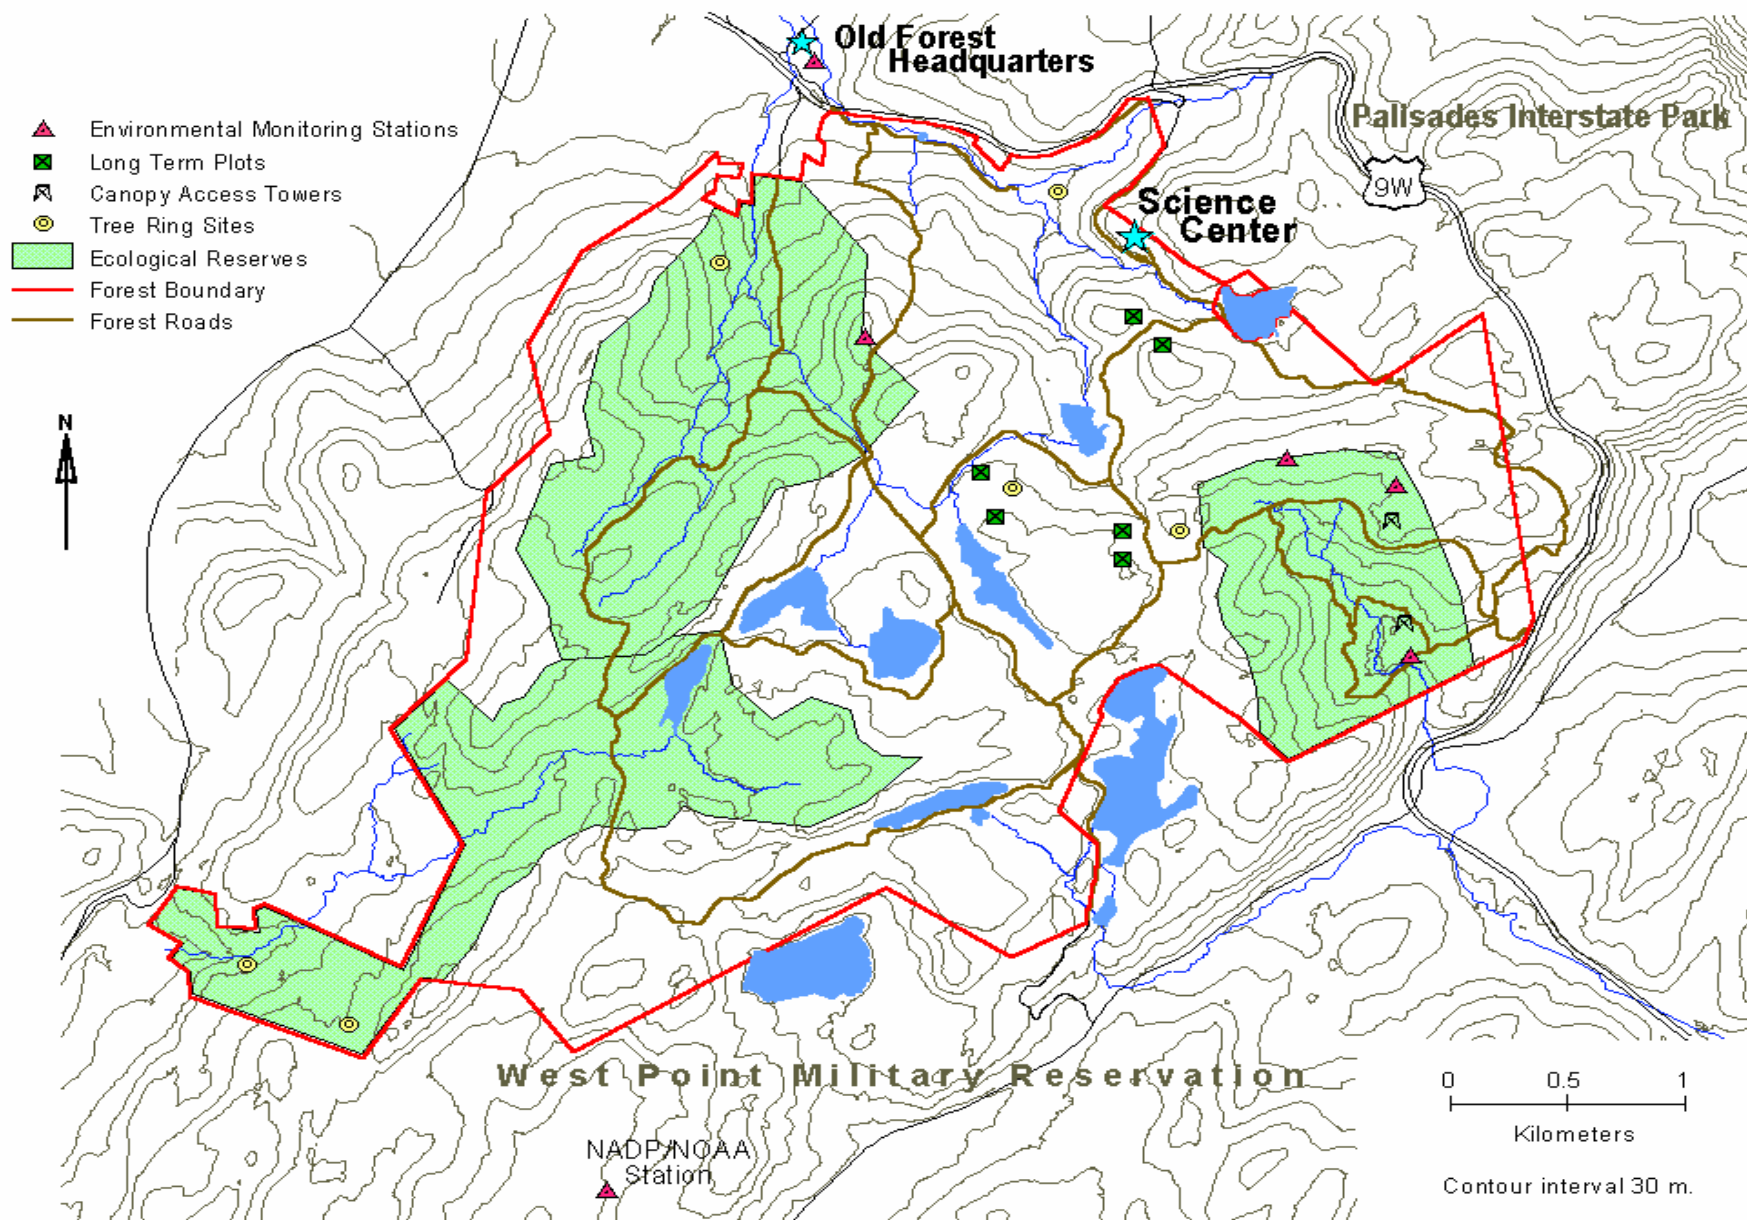 Old Forest
Headquarters
Palisades Interstate Park
9W
Science
Center
Environmental Monitoring Stations
Long Term Plots
Canopy Access Towers
Tree Ring Sites
Ecological Reserves
Forest Boundary
Forest Roads
N
West Point Military Reservation
NADP/NOAA
Station
0 0.5 1
Kilometers
Contour interval 30 m.